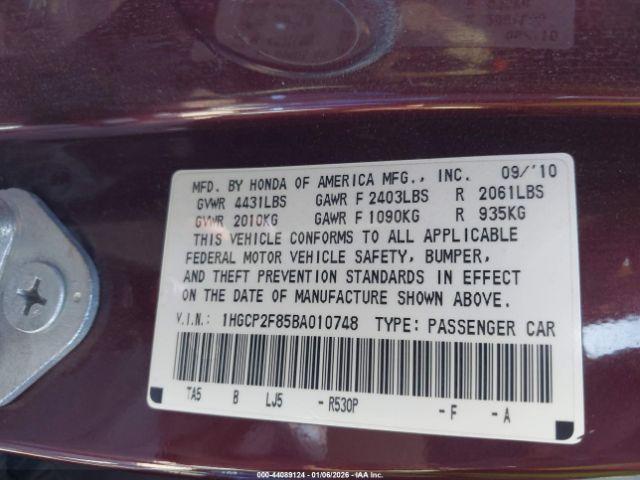 MFD. BY HONDA OF AMERICA MFG., INC. 09/'10
GVWR 4431LBS GAWR F 2403LBS R 2061LBS
GVWR 2010KG GAWR F 1090KG R 935KG
THIS VEHICLE CONFORMS TO ALL APPLICABLE
FEDERAL MOTOR VEHICLE SAFETY, BUMPER,
AND THEFT PREVENTION STANDARDS IN EFFECT
ON THE DATE OF MANUFACTURE SHOWN ABOVE.
V.I.N.: 1HGCP2F85BA010748 TYPE: PASSENGER CAR
TA5 B LJ5 - R530P - F - A
000-44089124 - 01/06/2026 - IAAI.COM